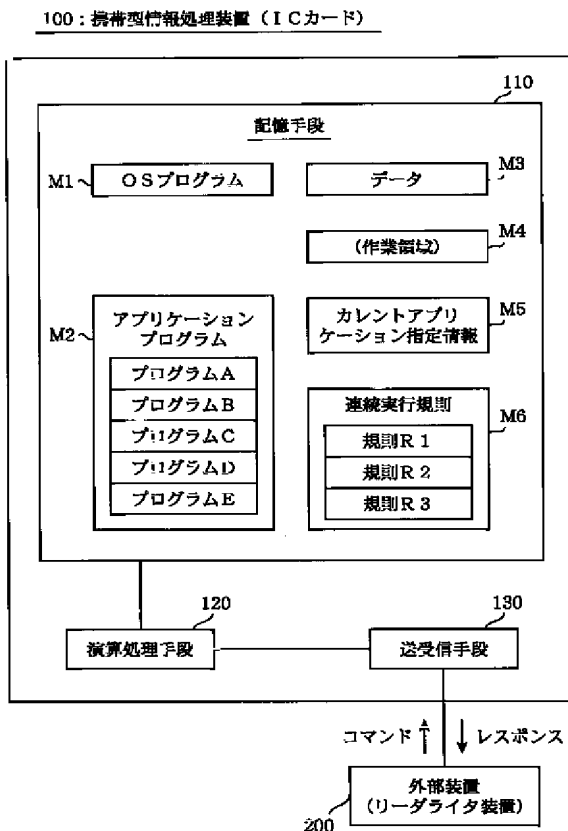 100：携帯型情報処理装置（ＩＣカード）
110
記憶手段
M1
ＯＳプログラム
データ
M3
(作業領域)
M4
M2
アプリケーション
プログラム
プログラムＡ
プログラムＢ
プログラムＣ
プログラムＤ
プログラムＥ
カレントアプリ
ケーション指定情報
M5
連続実行規則
規則Ｒ１
規則Ｒ２
規則Ｒ３
M6
120
演算処理手段
130
送受信手段
コマンド
レスポンス
外部装置
(リーダライタ装置)
200